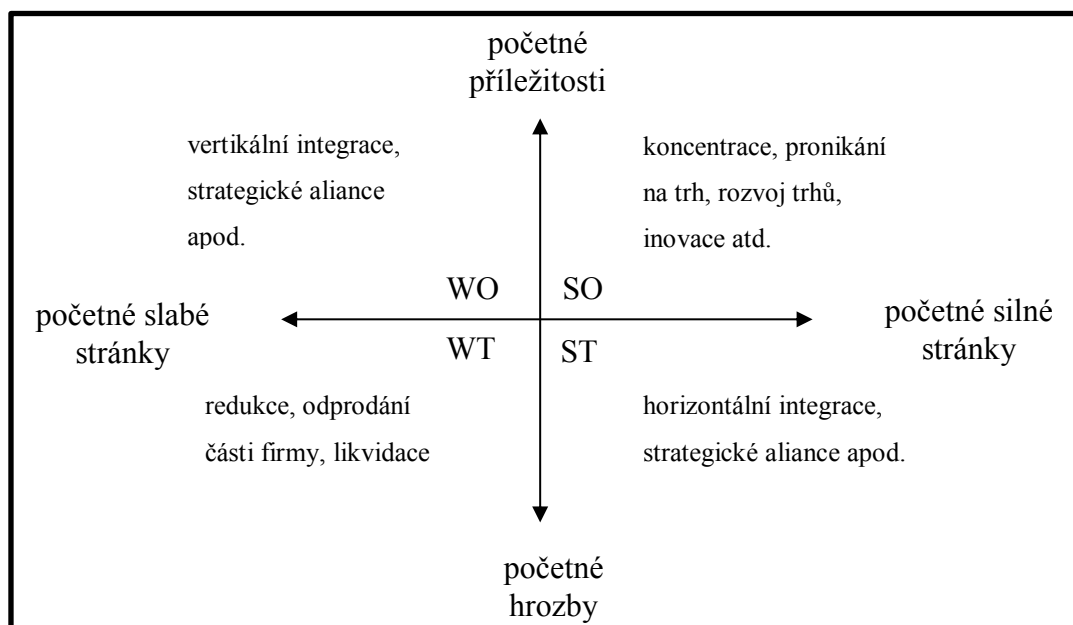 početné
příležitosti
vertikální integrace,
strategické aliance
apod.
koncentrace, pronikání
na trh, rozvoj trhů,
inovace atd.
WO
SO
početné slabé
stránky
početné silné
stránky
WT
ST
redukce, odprodání
části firmy, likvidace
horizontální integrace,
strategické aliance apod.
početné
hrozby